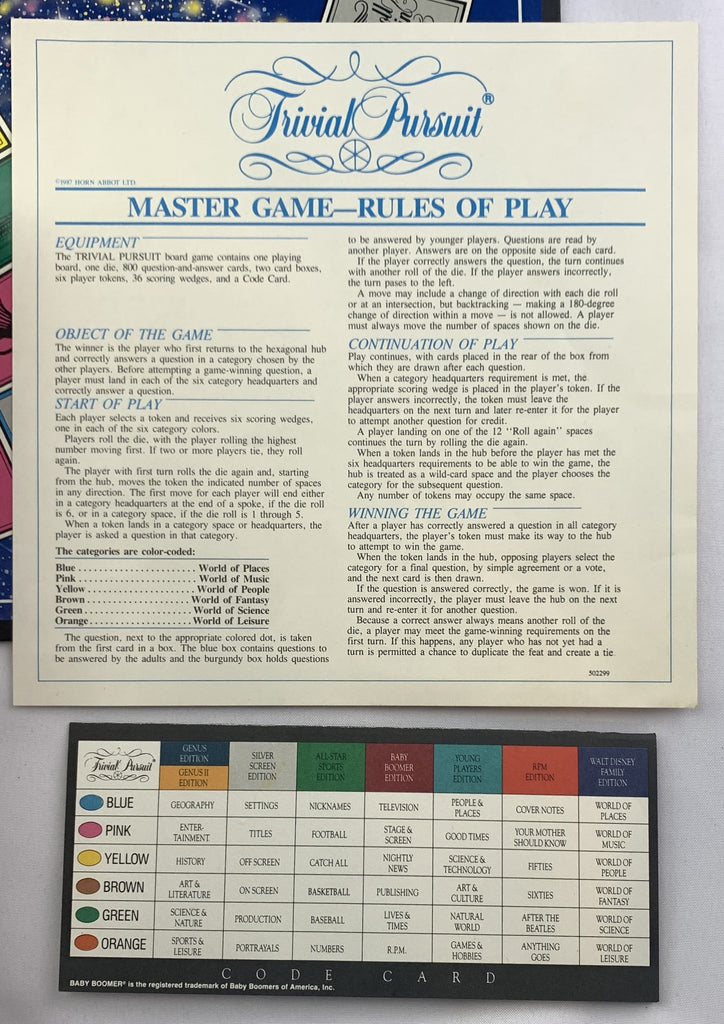 Trivial Pursuit®
©1987 HORN ABBOT LTD.
MASTER GAME—RULES OF PLAY
EQUIPMENT
The TRIVIAL PURSUIT board game contains one playing
board, one die, 800 question-and-answer cards, two card boxes,
six player tokens, 36 scoring wedges, and a Code Card.
OBJECT OF THE GAME
The winner is the player who first returns to the hexagonal hub
and correctly answers a question in a category chosen by the
other players. Before attempting a game-winning question, a
player must land in each of the six category headquarters and
correctly answer a question.
START OF PLAY
Each player selects a token and receives six scoring wedges,
one in each of the six category colors.
Players roll the die, with the player rolling the highest
number moving first. If two or more players tie, they roll
again.
The player with first turn rolls the die again and, starting
from the hub, moves the token the indicated number of spaces
in any direction. The first move for each player will end either
in a category headquarters at the end of a spoke, if the die roll
is 6, or in a category space, if the die roll is 1 through 5.
When a token lands in a category space or headquarters, the
player is asked a question in that category.
The categories are color-coded:
Blue . . . . . . . . . . . . . . . . . . . . . . World of Places
Pink . . . . . . . . . . . . . . . . . . . . . . World of Music
Yellow . . . . . . . . . . . . . . . . . . . . World of People
Brown . . . . . . . . . . . . . . . . . . . . World of Fantasy
Green . . . . . . . . . . . . . . . . . . . . World of Science
Orange . . . . . . . . . . . . . . . . . . . World of Leisure
The question, next to the appropriate colored dot, is taken
from the first card in a box. The blue box contains questions to
be answered by the adults and the burgundy box holds questions
to be answered by younger players. Questions are read by
another player. Answers are on the opposite side of each card.
If the player correctly answers the question, the turn continues
with another roll of the die. If the player answers incorrectly,
the turn pases to the left.
A move may include a change of direction with each die roll
or at an intersection, but backtracking — making a 180-degree
change of direction within a move — is not allowed. A player
must always move the number of spaces shown on the die.
CONTINUATION OF PLAY
Play continues, with cards placed in the rear of the box from
which they are drawn after each question.
When a category headquarters requirement is met, the
appropriate scoring wedge is placed in the player's token. If the
player answers incorrectly, the token must leave the
headquarters on the next turn and later re-enter it for the player
to attempt another question for credit.
A player landing on one of the 12 "Roll again" spaces
continues the turn by rolling the die again.
When a token lands in the hub before the player has met the
six headquarters requirements to be able to win the game, the
hub is treated as a wild-card space and the player chooses the
category for the subsequent question.
Any number of tokens may occupy the same space.
WINNING THE GAME
After a player has correctly answered a question in all category
headquarters, the player's token must make its way to the hub
to attempt to win the game.
When the token lands in the hub, opposing players select the
category for a final question, by simple agreement or a vote,
and the next card is then drawn.
If the question is answered correctly, the game is won. If it is
answered incorrectly, the player must leave the hub on the next
turn and re-enter it for another question.
Because a correct answer always means another roll of the
die, a player may meet the game-winning requirements on the
first turn. If this happens, any player who has not yet had a
turn is permitted a chance to duplicate the feat and create a tie
502299
Trivial Pursuit GENUS EDITION GENUS II EDITION SILVER SCREEN EDITION ALL-STAR SPORTS EDITION BABY BOOMER EDITION YOUNG PLAYERS EDITION RPM EDITION WALT DISNEY FAMILY EDITION
BLUE GEOGRAPHY SETTINGS NICKNAMES TELEVISION PEOPLE & PLACES COVER NOTES WORLD OF PLACES
PINK ENTER-TAINMENT TITLES FOOTBALL STAGE & SCREEN GOOD TIMES YOUR MOTHER SHOULD KNOW WORLD OF MUSIC
YELLOW HISTORY OFF SCREEN CATCH ALL NIGHTLY NEWS SCIENCE & TECHNOLOGY FIFTIES WORLD OF PEOPLE
BROWN ART & LITERATURE ON SCREEN BASKETBALL PUBLISHING ART & CULTURE SIXTIES WORLD OF FANTASY
GREEN SCIENCE & NATURE PRODUCTION BASEBALL LIVES & TIMES NATURAL WORLD AFTER THE BEATLES WORLD OF SCIENCE
ORANGE SPORTS & LEISURE PORTRAYALS NUMBERS R.P.M. GAMES & HOBBIES ANYTHING GOES WORLD OF LEISURE
CODE CARD
BABY BOOMER® is the registered trademark of Baby Boomers of America, Inc.